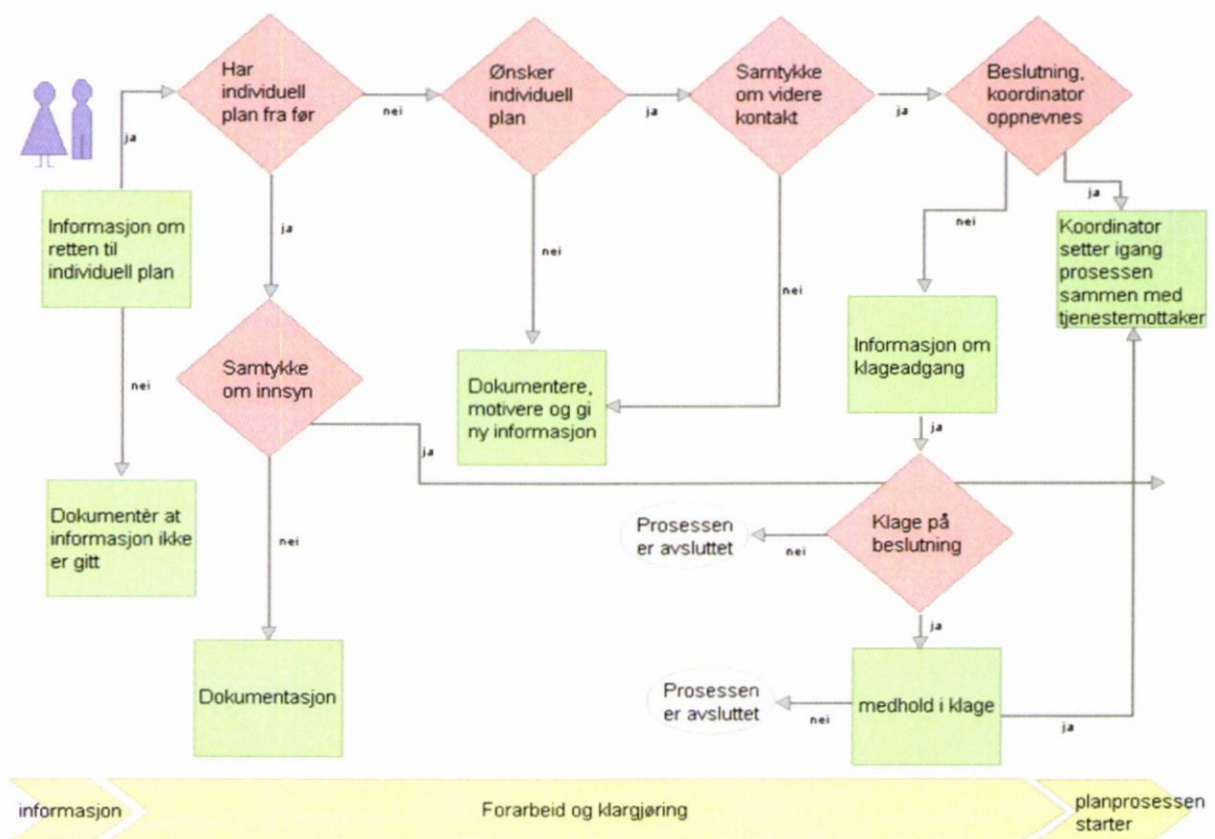 Har
individuell
plan fra før
Ønsker
individuell
plan
Samtykke
om videre
kontakt
Beslutning,
koordinator
oppnevnes
ja
nei
ja
ja
Informasjon om
retten til
individuell plan
ja
nei
nei
nei
ja
Koordinator
setter igang
prosessen
sammen med
tjenestemottaker
nei
Samtykke
om innsyn
Dokumentere,
motivere og gi
ny informasjon
Informasjon om
klageadgang
ja
ja
Dokumentèr at
informasjon ikke
er gitt
nei
Prosessen
er avsluttet
nei
Klage på
beslutning
ja
Dokumentasjon
Prosessen
er avsluttet
nei
medhold i klage
ja
informasjon
Forarbeid og klargjøring
planprosessen
starter